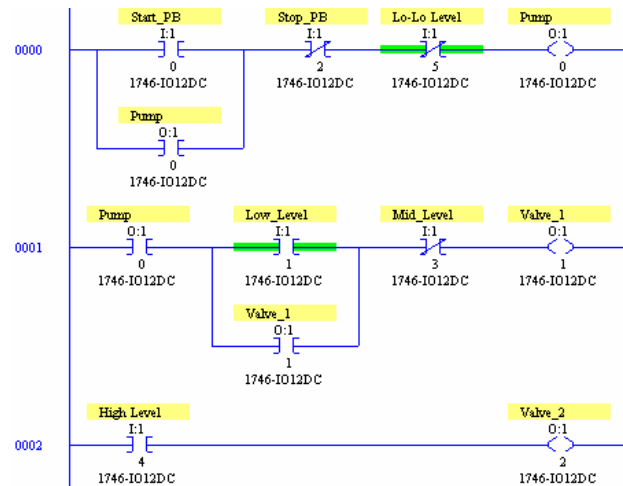 Start_PB Stop_PB Lo-Lo Level Pump
I:1 I:1 I:1 O:1
0000
0 2 5 0
1746-IO12DC 1746-IO12DC 1746-IO12DC 1746-IO12DC
Pump
O:1
0
1746-IO12DC
Pump Low_Level Mid_Level Valve_1
O:1 I:1 I:1 O:1
0001
0 1 3 1
1746-IO12DC 1746-IO12DC 1746-IO12DC 1746-IO12DC
Valve_1
O:1
1
1746-IO12DC
High Level Valve_2
I:1 O:1
0002
4 2
1746-IO12DC 1746-IO12DC